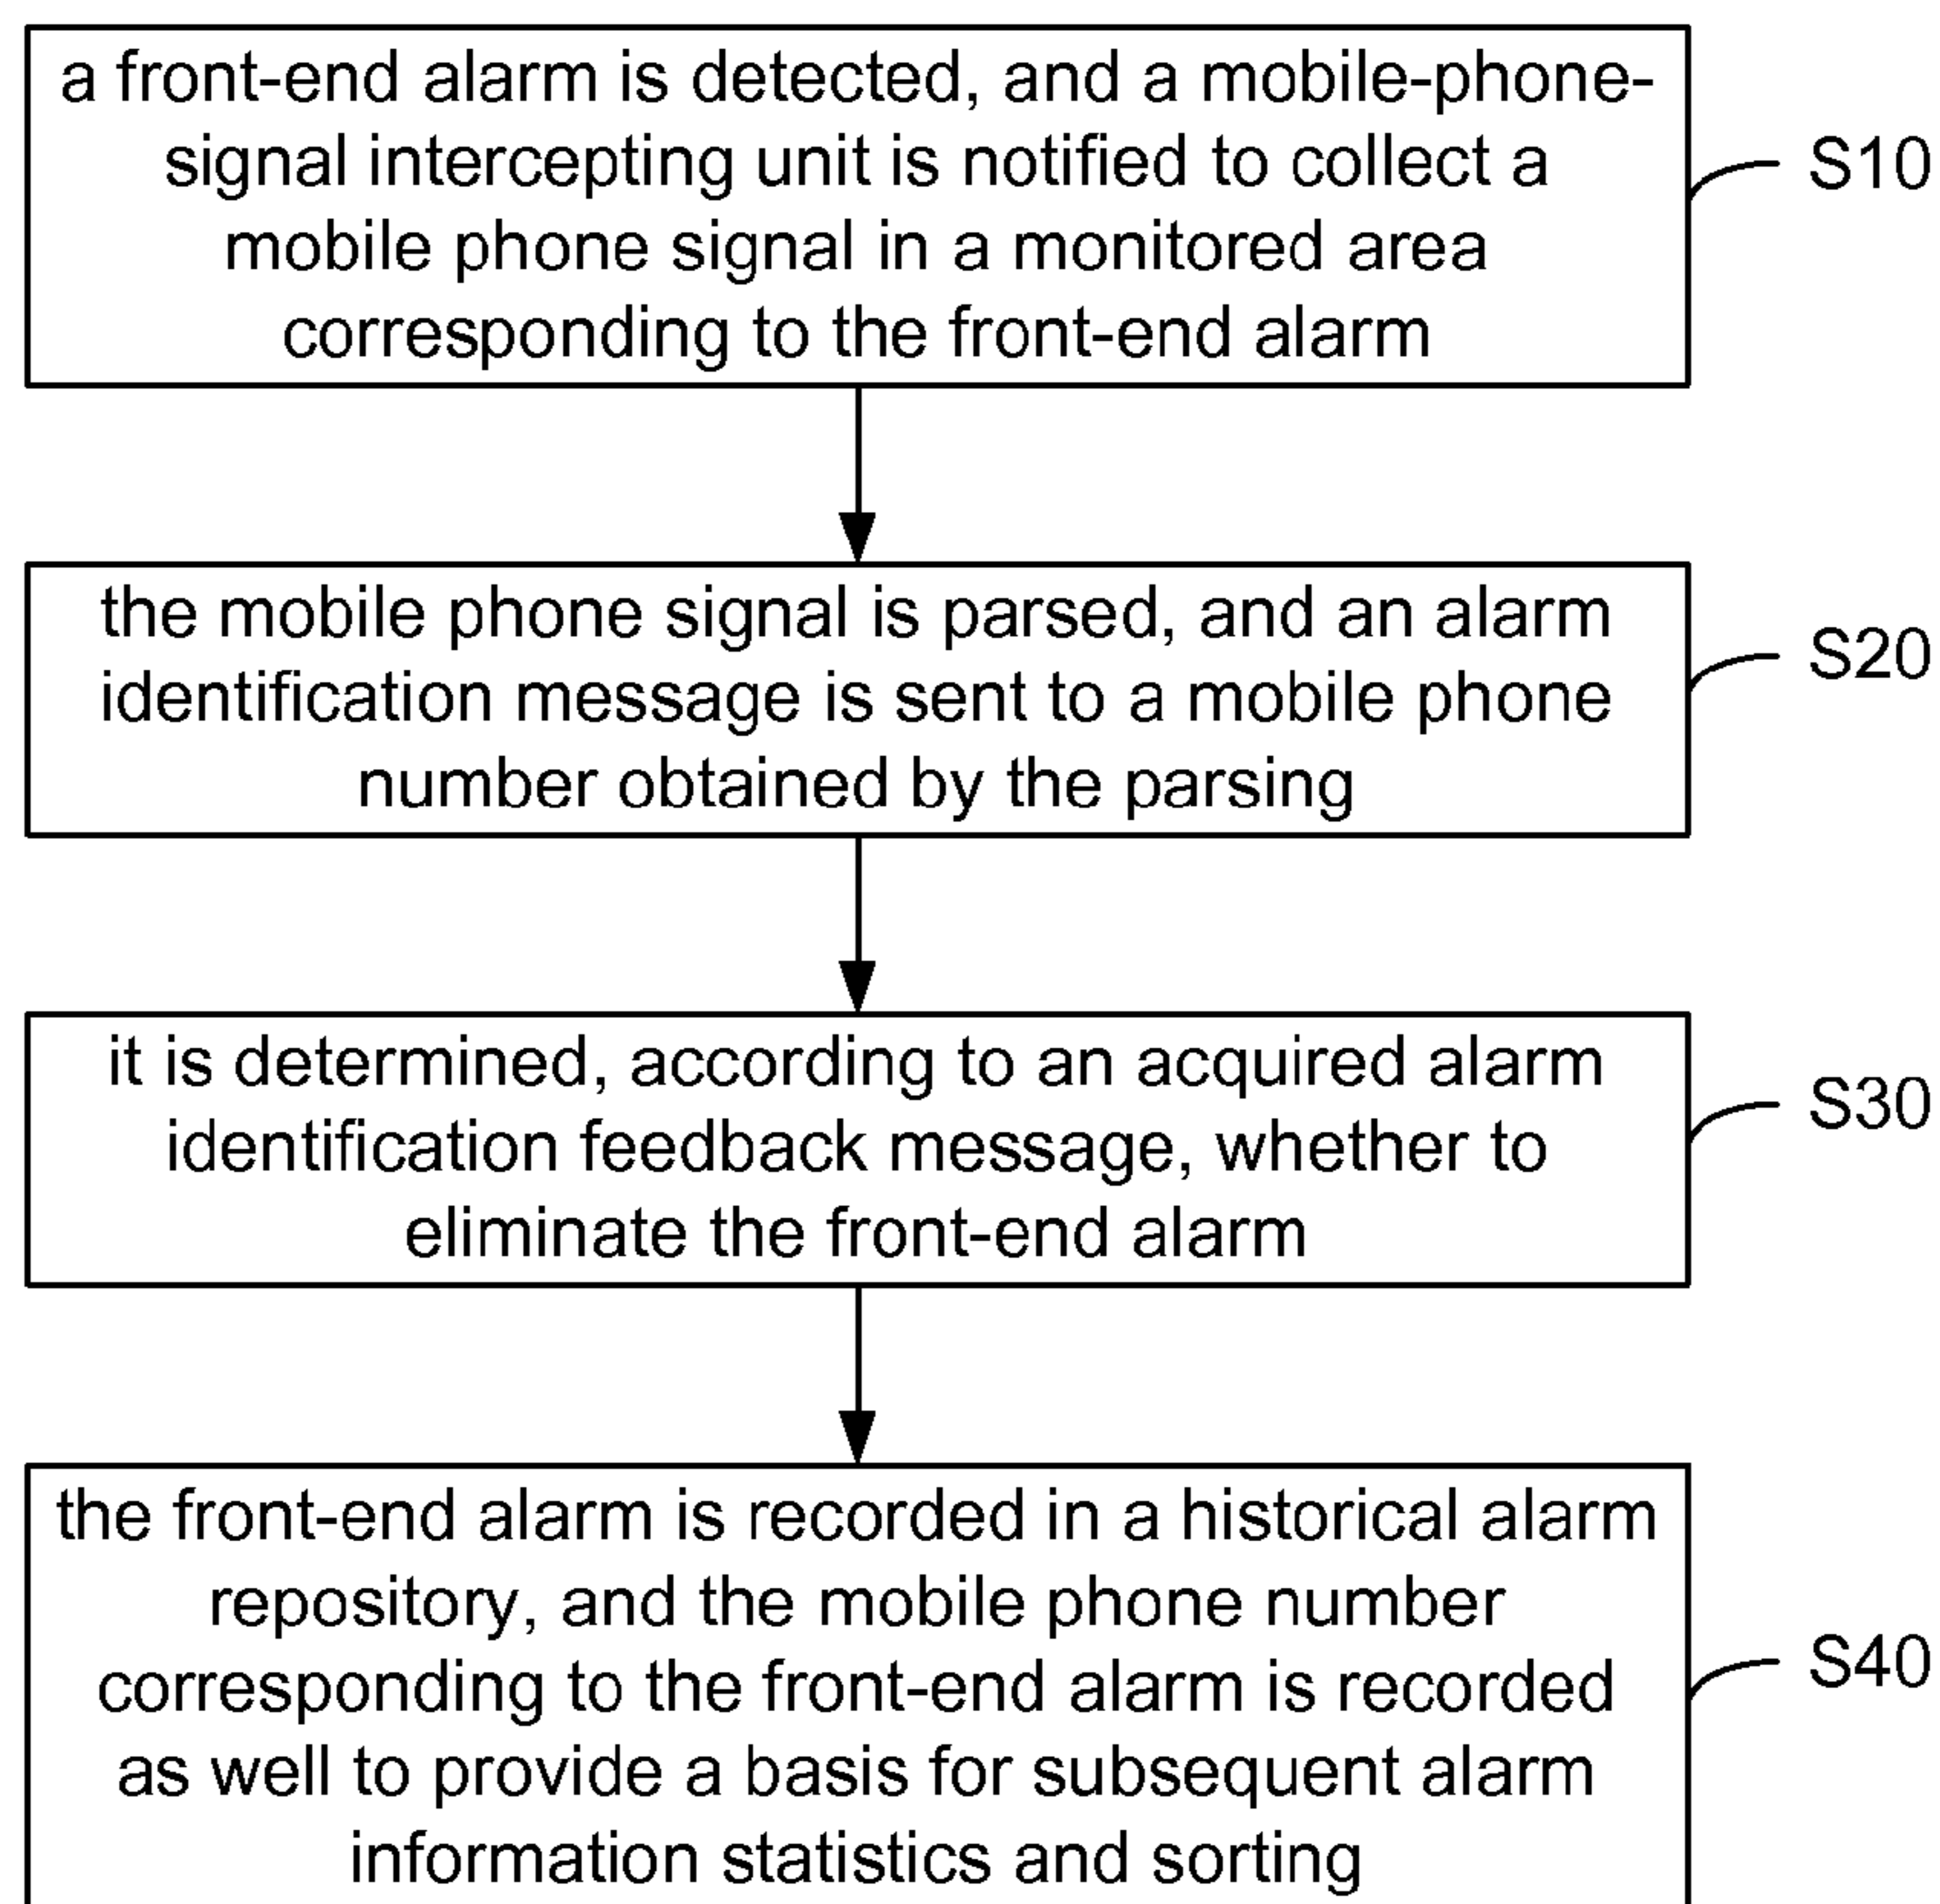 a front-end alarm is detected, and a mobile-phone-
signal intercepting unit is notified to collect a
mobile phone signal in a monitored area
corresponding to the front-end alarm
S10
the mobile phone signal is parsed, and an alarm
identification message is sent to a mobile phone
number obtained by the parsing
S20
it is determined, according to an acquired alarm
identification feedback message, whether to
eliminate the front-end alarm
S30
the front-end alarm is recorded in a historical alarm
repository, and the mobile phone number
corresponding to the front-end alarm is recorded
as well to provide a basis for subsequent alarm
information statistics and sorting
S40